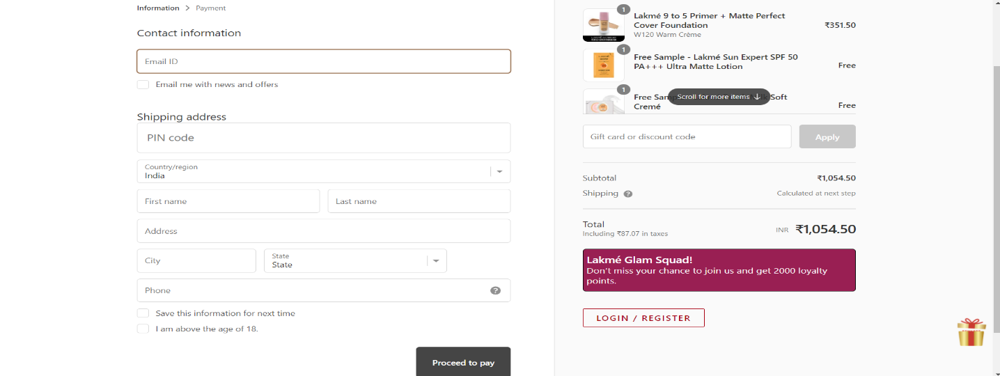 Information > Payment
Contact information
Email ID
Email me with news and offers
Shipping address
PIN code
Country/region
India
First name
Last name
Address
City
State
State
Phone
?
Save this information for next time
I am above the age of 18.
Proceed to pay
1
Lakmé 9 to 5 Primer + Matte Perfect
Cover Foundation
W120 Warm Crème
₹351.50
1
Free Sample - Lakmé Sun Expert SPF 50
PA+++ Ultra Matte Lotion
Free
1
Free Soft
Cremé
Scroll for more items ↓
Free
Gift card or discount code
Apply
Subtotal
₹1,054.50
Shipping ?
Calculated at next step
Total
Including ₹87.07 in taxes
INR ₹1,054.50
Lakmé Glam Squad!
Don't miss your chance to join us and get 2000 loyalty
points.
LOGIN / REGISTER